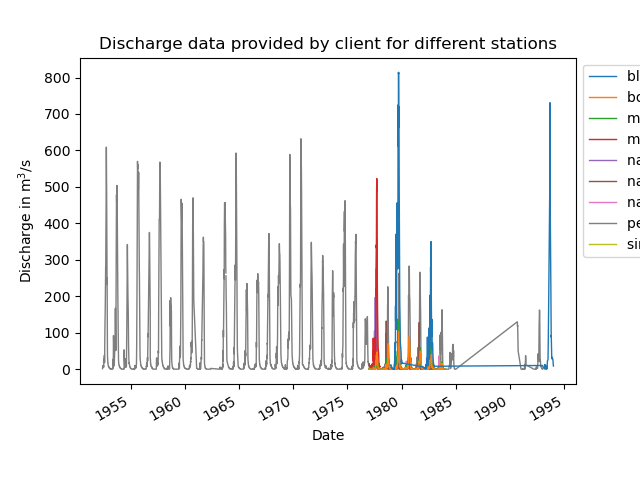 Discharge data provided by client for different stations
800
700
600
500
400
300
200
100
0
Discharge in m³/s
1955
1960
1965
1970
1975
1980
1985
1990
1995
Date
bl
bo
m
m
na
na
na
pe
sin